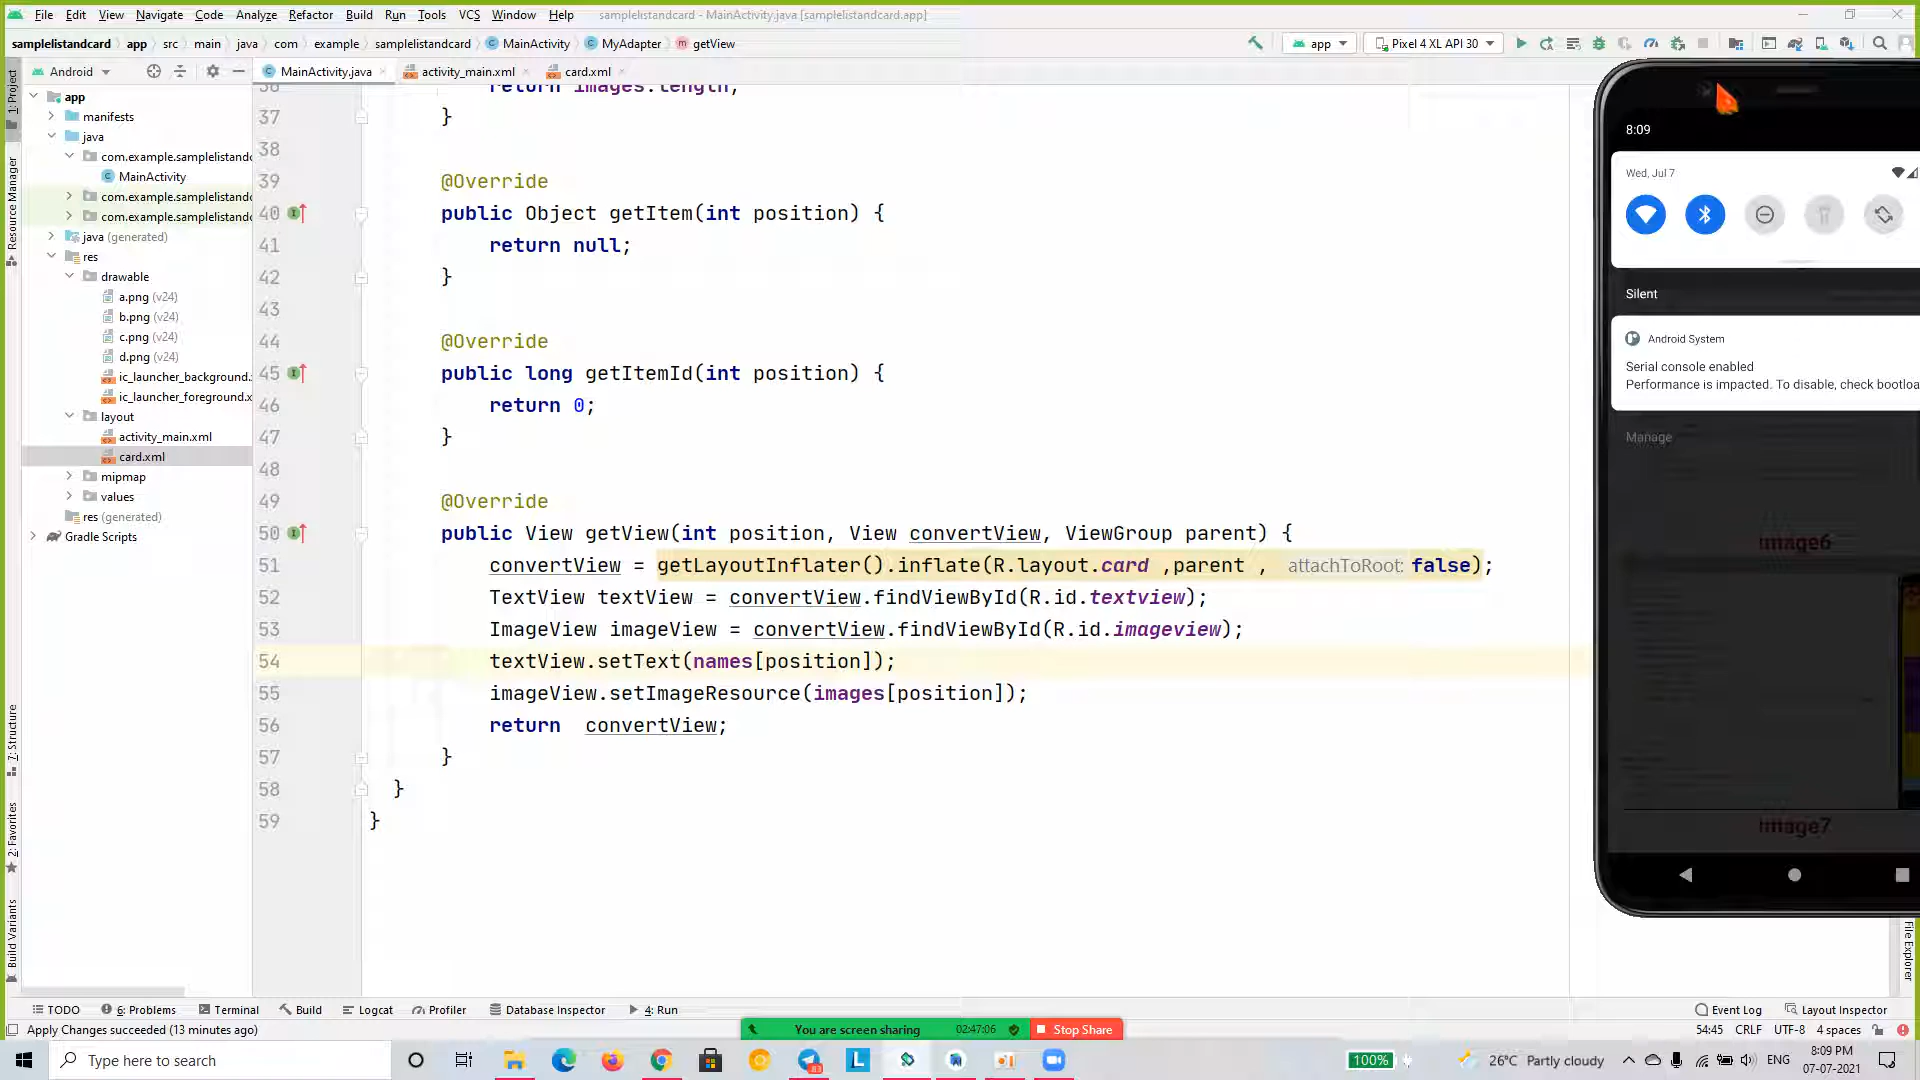 File Edit View Navigate Code Analyze Refactor Build Run Tools VCS Window Help samplelistandcard - MainActivity.java [samplelistandcard.app]
samplelistandcard app src main java com example samplelistandcard MainActivity MyAdapter getView app Pixel 4 XL API 30
Android MainActivity.java activity_main.xml card.xml
1: Project
Resource Manager
7: Structure
2: Favorites
Build Variants
app
manifests
java
com.example.samplelistandc
MainActivity
com.example.samplelistandc
com.example.samplelistandc
java (generated)
res
drawable
a.png (v24)
b.png (v24)
c.png (v24)
d.png (v24)
ic_launcher_background.
ic_launcher_foreground.x
layout
activity_main.xml
card.xml
mipmap
values
res (generated)
Gradle Scripts
36 return images.length;
37 }
38
39 @Override
40 public Object getItem(int position) {
41 return null;
42 }
43
44 @Override
45 public long getItemId(int position) {
46 return 0;
47 }
48
49 @Override
50 public View getView(int position, View convertView, ViewGroup parent) {
51 convertView = getLayoutInflater().inflate(R.layout.card ,parent , attachToRoot: false);
52 TextView textView = convertView.findViewById(R.id.textview);
53 ImageView imageView = convertView.findViewById(R.id.imageview);
54 textView.setText(names[position]);
55 imageView.setImageResource(images[position]);
56 return convertView;
57 }
58 }
59 }
8:09
Wed, Jul 7
Silent
Android System
Serial console enabled
Performance is impacted. To disable, check bootloa
Manage
image6
image7
File Explorer
TODO 6: Problems Terminal Build Logcat Profiler Database Inspector 4: Run Event Log Layout Inspector
Apply Changes succeeded (13 minutes ago) You are screen sharing 02:47:06 Stop Share 54:45 CRLF UTF-8 4 spaces
Type here to search 100% 26°C Partly cloudy ENG 8:09 PM
07-07-2021